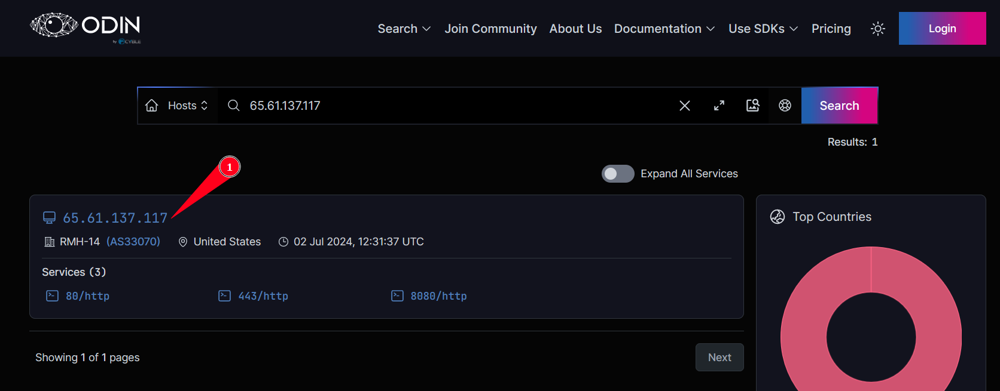 ODIN
by CYBLE
Search Join Community About Us Documentation Use SDKs Pricing Login
Hosts 65.61.137.117 Search
Results: 1
1
Expand All Services
65.61.137.117
RMH-14 (AS33070) United States 02 Jul 2024, 12:31:37 UTC
Services (3)
80/http 443/http 8080/http
Showing 1 of 1 pages
Next
Top Countries